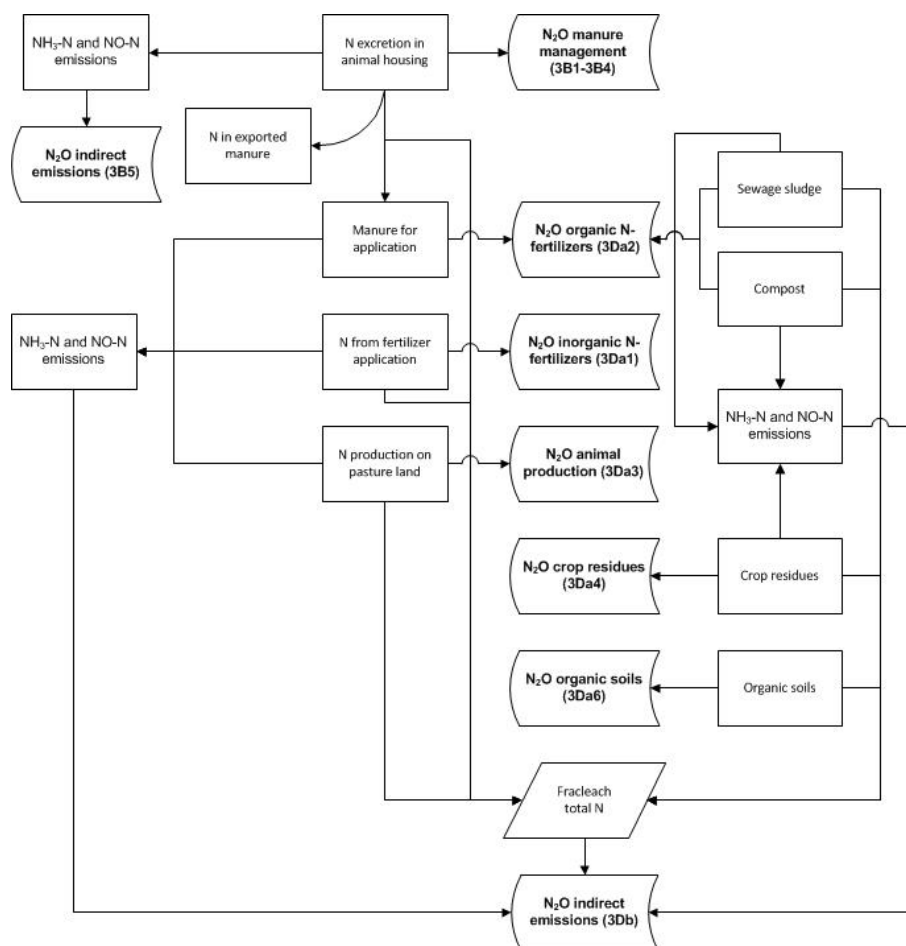 NH₃-N and NO-N
emissions
N excretion in
animal housing
N₂O manure
management
(3B1-3B4)
N₂O indirect
emissions (3B5)
N in exported
manure
Sewage sludge
Manure for
application
N₂O organic N-
fertilizers (3Da2)
Compost
NH₃-N and NO-N
emissions
N from fertilizer
application
N₂O inorganic N-
fertilizers (3Da1)
NH₃-N and NO-N
emissions
N production on
pasture land
N₂O animal
production (3Da3)
N₂O crop residues
(3Da4)
Crop residues
N₂O organic soils
(3Da6)
Organic soils
Fracleach
total N
N₂O indirect
emissions (3Db)